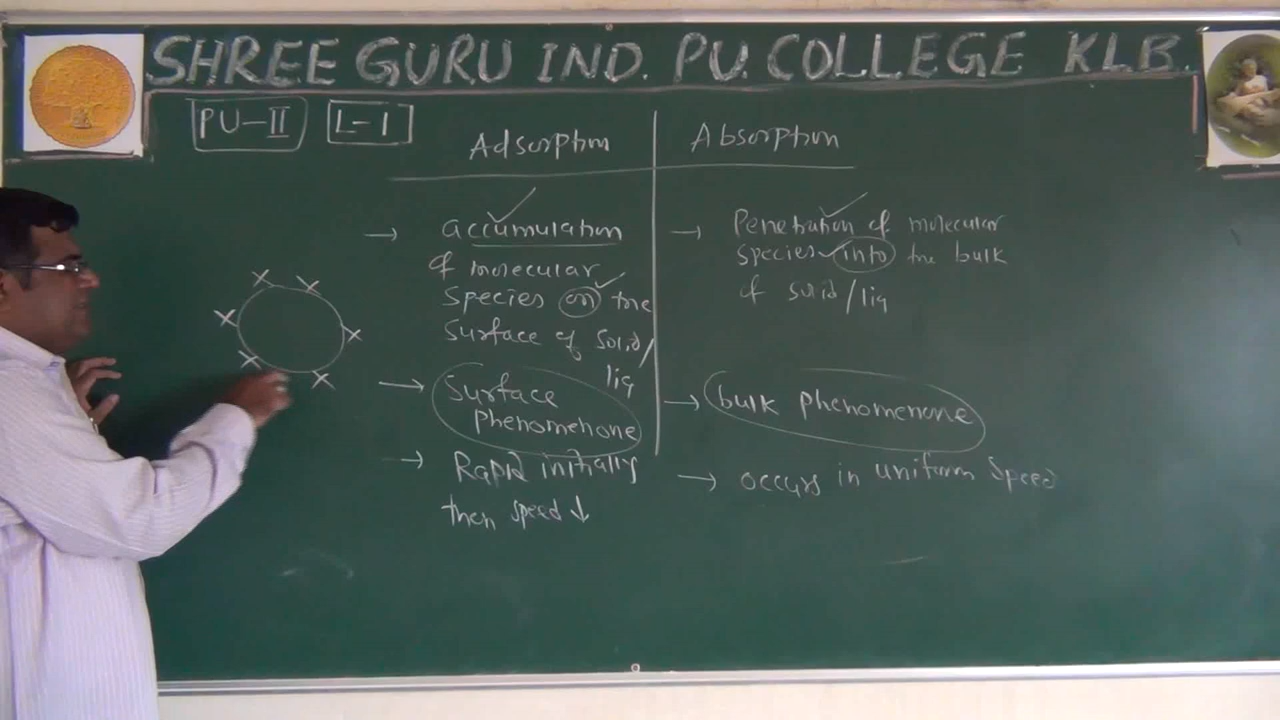 SHREE GURU IND. PU. COLLEGE KLB.
PU-II L-1
Adsorption
→ accumulation
of molecular
species on the
surface of solid/
liq
→ Surface
phenomenone
→ Rapid initially
then speed ↓
Absorption
→ Penetration of molecular
species into the bulk
of solid/liq
→ bulk phenomenone
→ occurs in uniform speed